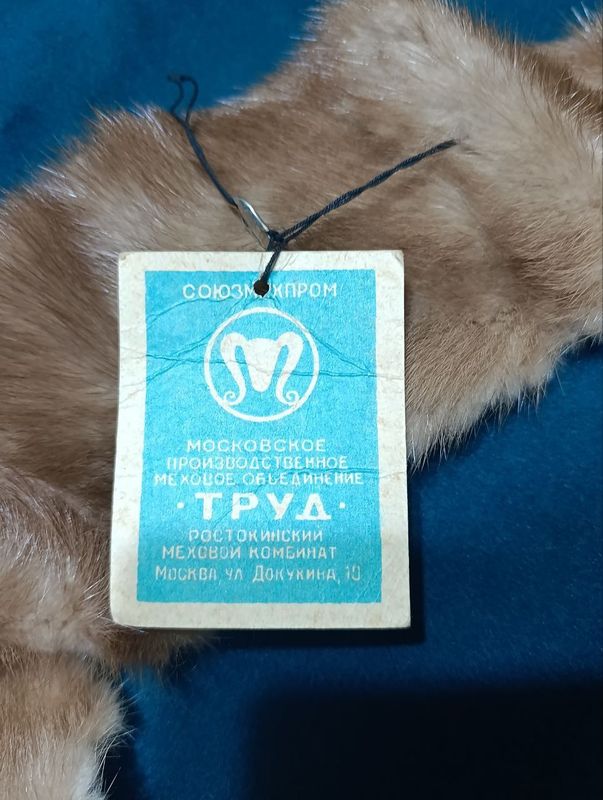 СОЮЗМЕХПРОМ
МОСКОВСКОЕ
ПРОИЗВОДСТВЕННОЕ
МЕХОВОЕ ОБЪЕДИНЕНИЕ
· ТРУД ·
РОСТОКИНСКИЙ
МЕХОВОЙ КОМБИНАТ
МОСКВА, УЛ ДОКУКИНА, 10